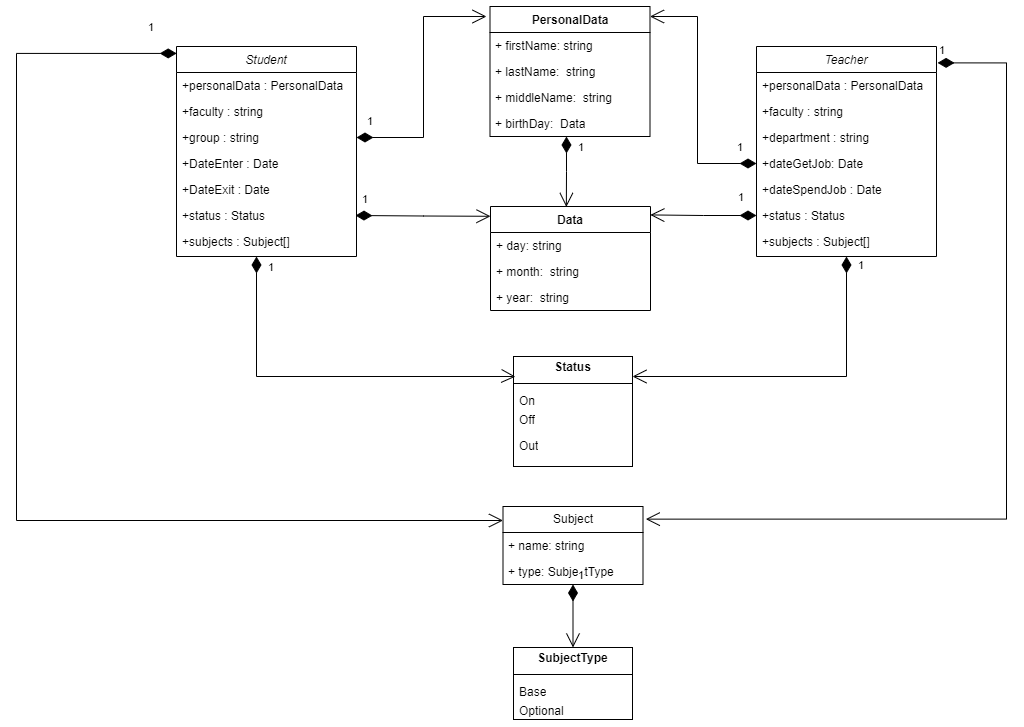 1
Student
+personalData : PersonalData
+faculty : string
+group : string
+DateEnter : Date
+DateExit : Date
+status : Status
+subjects : Subject[]
1
1
1
PersonalData
+ firstName: string
+ lastName:  string
+ middleName:  string
+ birthDay:  Data
1
Data
+ day: string
+ month:  string
+ year:  string
1
Teacher
+personalData : PersonalData
+faculty : string
+department : string
+dateGetJob: Date
+dateSpendJob : Date
+status : Status
+subjects : Subject[]
1
1
1
Status
On
Off
Out
Subject
+ name: string
+ type: Subje1tType
SubjectType
Base
Optional